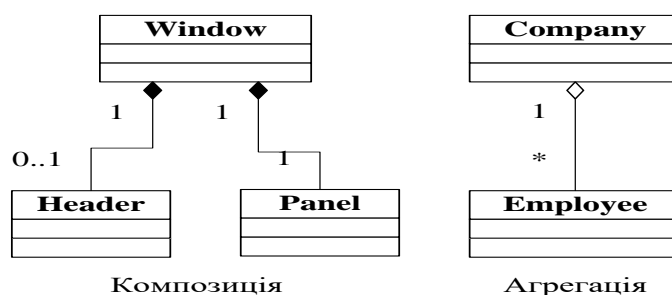 Window
Company
1
1
1
0..1
1
*
Header
Panel
Employee
Композиція
Агрегація